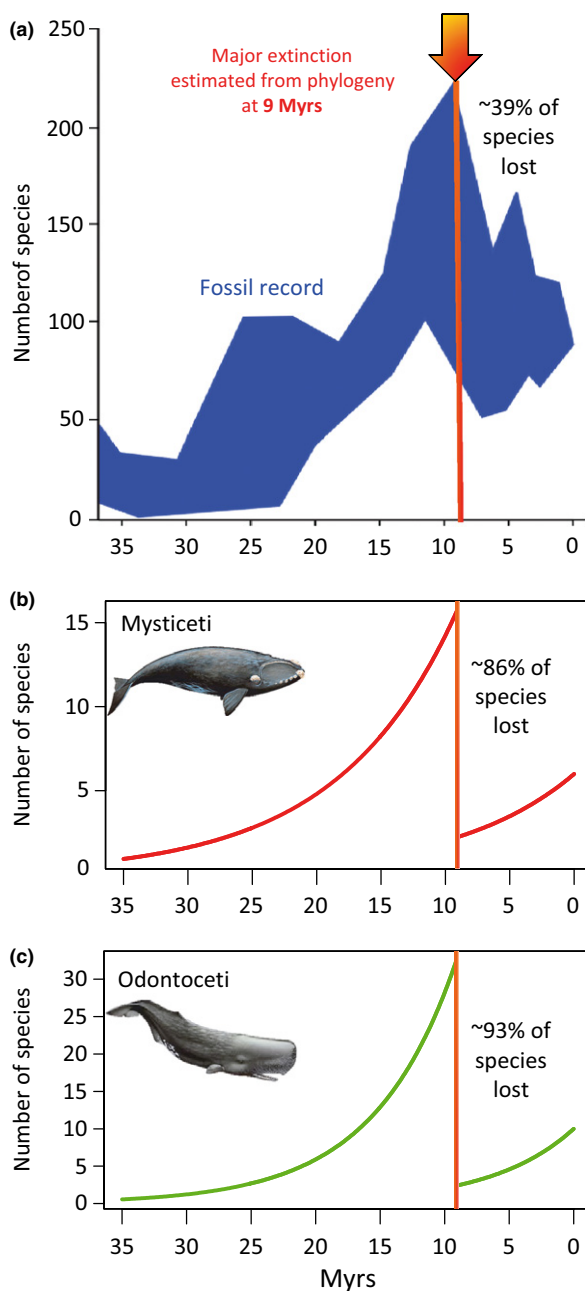 (a)
250
200
150
100
50
0
Numberof species
Major extinction
estimated from phylogeny
at 9 Myrs
~39% of
species
lost
Fossil record
35
30
25
20
15
10
5
0
(b)
15
10
5
0
Number of species
Mysticeti
~86% of
species
lost
35
30
25
20
15
10
5
0
(c)
30
25
20
15
10
5
0
Number of species
Odontoceti
~93% of
species
lost
35
30
25
20
15
10
5
0
Myrs